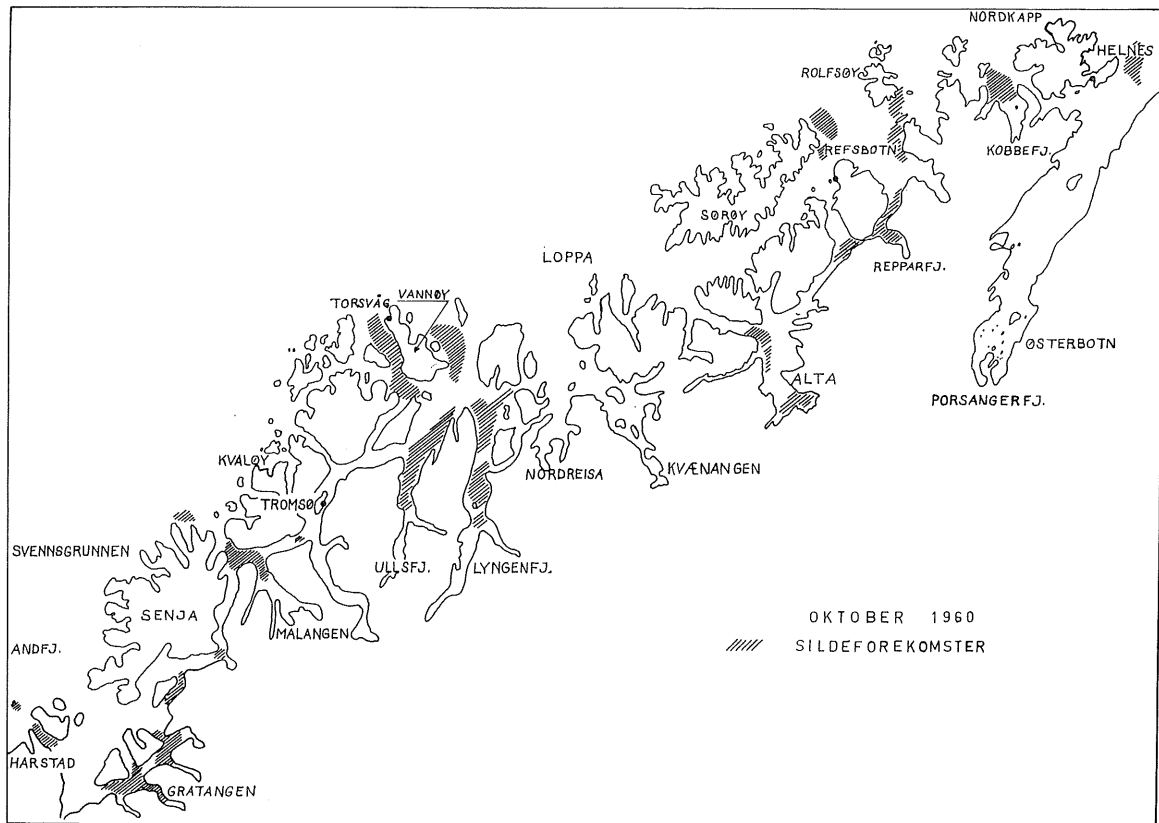 NORDKAPP
HELNES
ROLFSØY
KOBBEFJ.
REFSBOTN
SØRØY
REPPARFJ.
LOPPA
TORSVÅG
VANNØY
ØSTERBOTN
ALTA
PORSANGERFJ.
KVALØY
NORDREISA
KVÆNANGEN
TROMSØ
SVENNSGRUNNEN
ULLSFJ.
LYNGENFJ.
SENJA
MALANGEN
OKTOBER 1960
SILDEFOREKOMSTER
ANDFJ.
HARSTAD
GRATANGEN